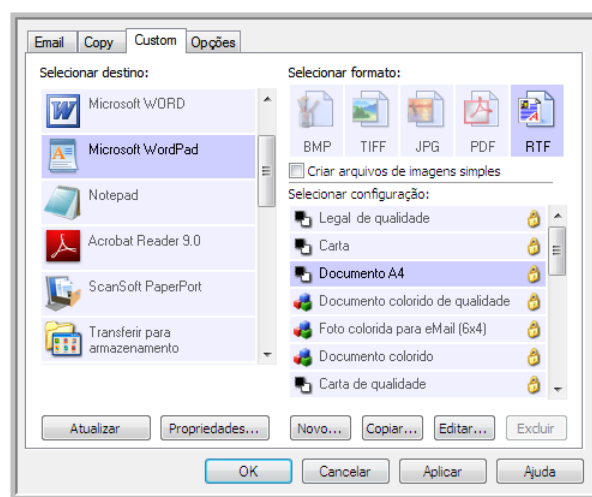 Email Copy Custom Opções
Selecionar destino:
Microsoft WORD
Microsoft WordPad
Notepad
Acrobat Reader 9.0
ScanSoft PaperPort
Transferir para
armazenamento
Selecionar formato:
BMP TIFF JPG PDF RTF
Criar arquivos de imagens simples
Selecionar configuração:
Legal de qualidade
Carta
Documento A4
Documento colorido de qualidade
Foto colorida para eMail (6x4)
Documento colorido
Carta de qualidade
Atualizar Propriedades... Novo... Copiar... Editar... Excluir
OK Cancelar Aplicar Ajuda